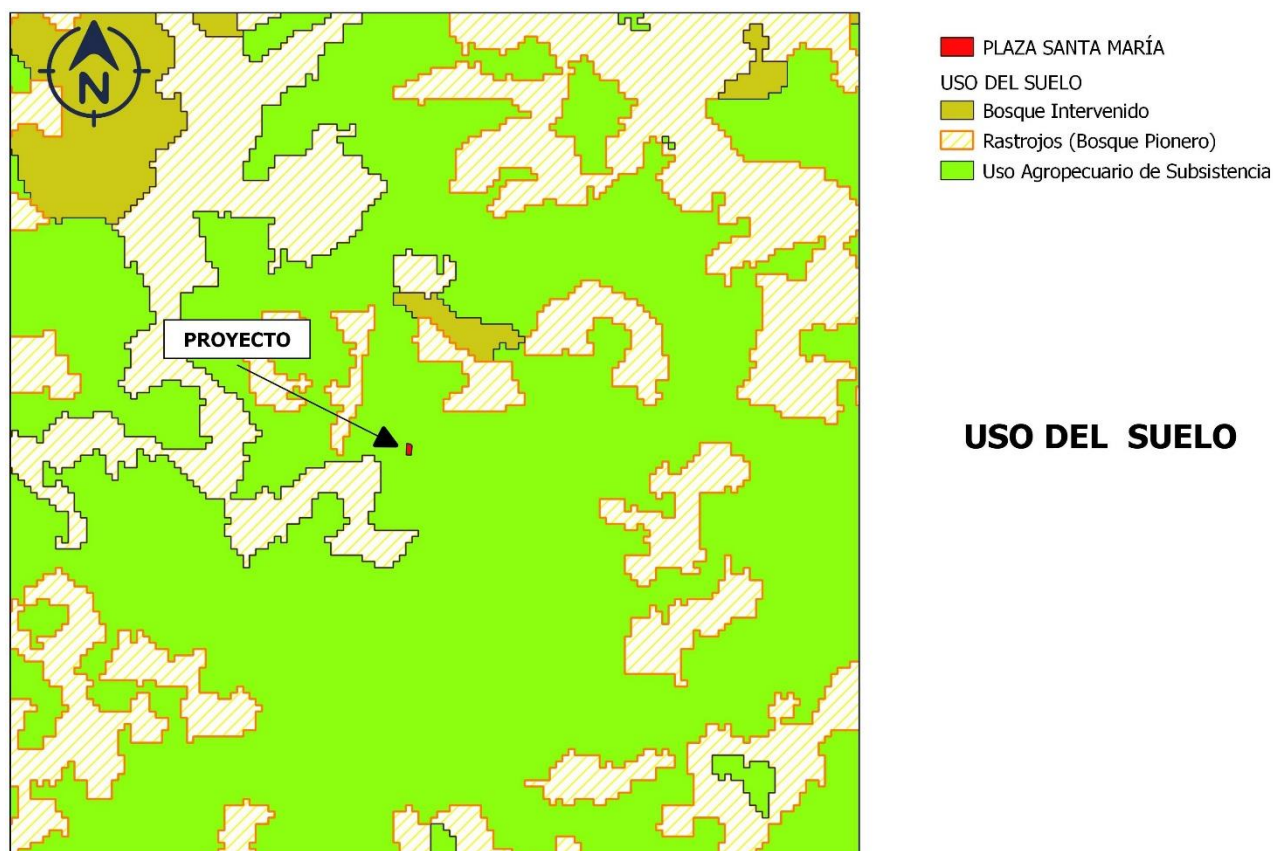 N
PROYECTO
PLAZA SANTA MARÍA
USO DEL SUELO
Bosque Intervenido
Rastrojos (Bosque Pionero)
Uso Agropecuario de Subsistencia
USO DEL SUELO